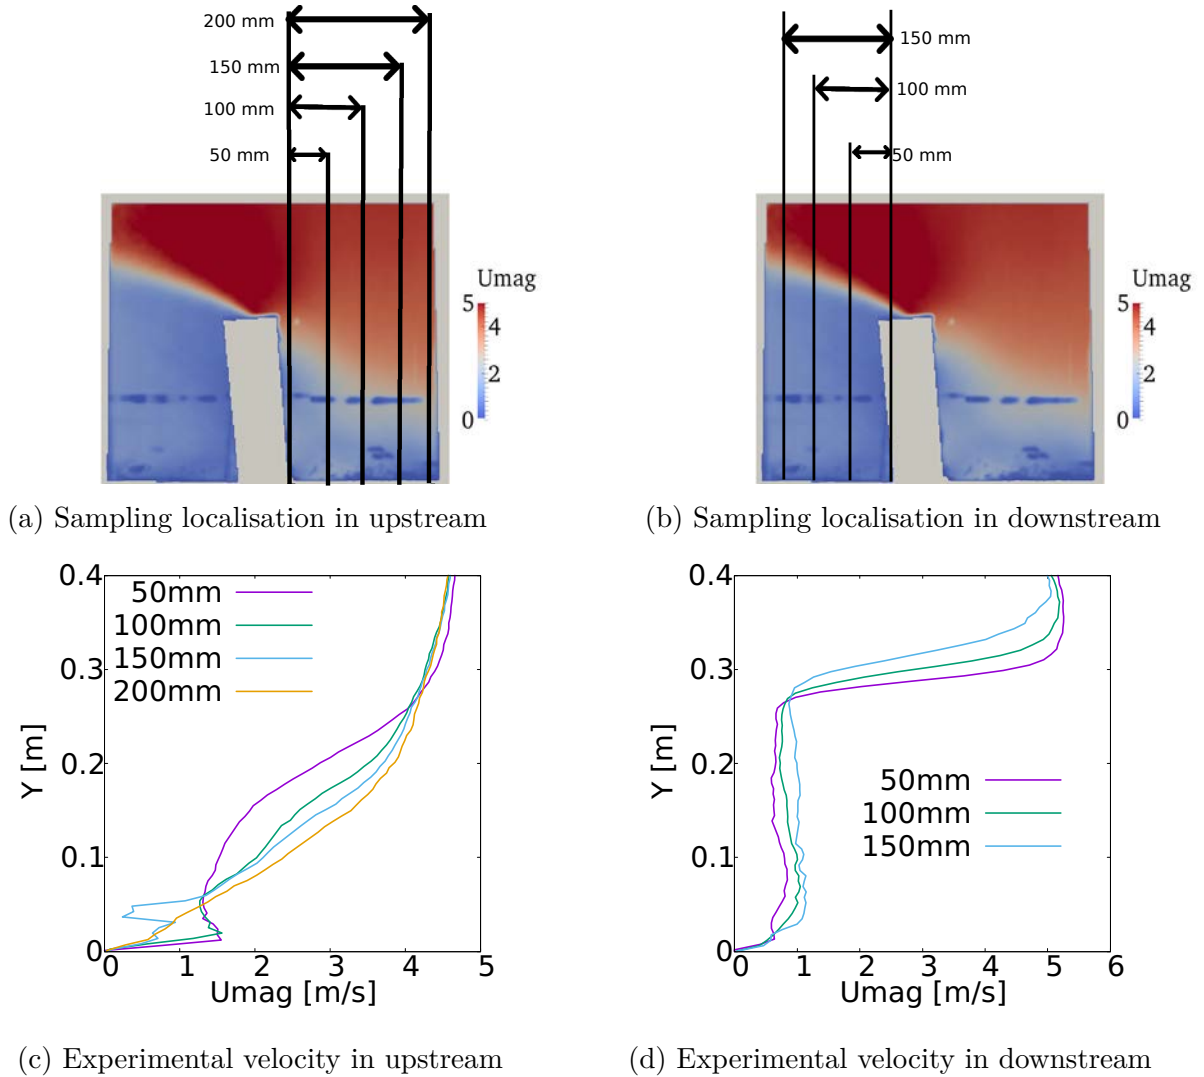 200 mm
150 mm
100 mm
50 mm
Umag
5
4
2
0
(a) Sampling localisation in upstream
150 mm
100 mm
50 mm
Umag
5
4
2
0
(b) Sampling localisation in downstream
0.4
0.3
0.2
0.1
0
Y [m]
50mm
100mm
150mm
200mm
0 1 2 3 4 5
Umag [m/s]
(c) Experimental velocity in upstream
0.4
0.3
0.2
0.1
0
Y [m]
50mm
100mm
150mm
0 1 2 3 4 5 6
Umag [m/s]
(d) Experimental velocity in downstream